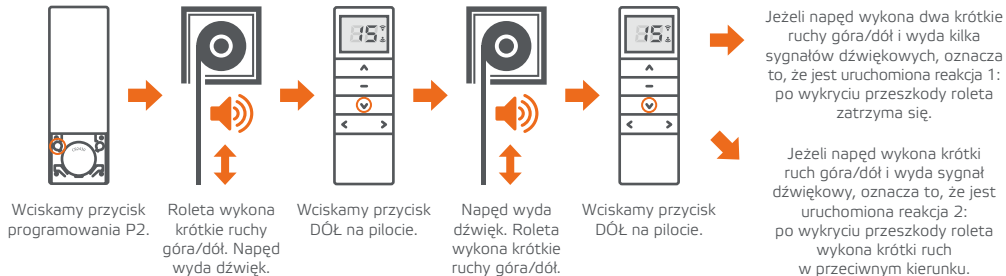 15
15
Wciskamy przycisk
programowania P2.
Roleta wykona
krótkie ruchy
góra/dół. Napęd
wyda dźwięk.
Wciskamy przycisk
DÓŁ na pilocie.
Napęd wyda
dźwięk. Roleta
wykona krótkie
ruchy góra/dół.
Wciskamy przycisk
DÓŁ na pilocie.
Jeżeli napęd wykona dwa krótkie
ruchy góra/dół i wyda kilka
sygnałów dźwiękowych, oznacza
to, że jest uruchomiona reakcja 1:
po wykryciu przeszkody roleta
zatrzyma się.
Jeżeli napęd wykona krótki
ruch góra/dół i wyda sygnał
dźwiękowy, oznacza to, że jest
uruchomiona reakcja 2:
po wykryciu przeszkody roleta
wykona krótki ruch
w przeciwnym kierunku.